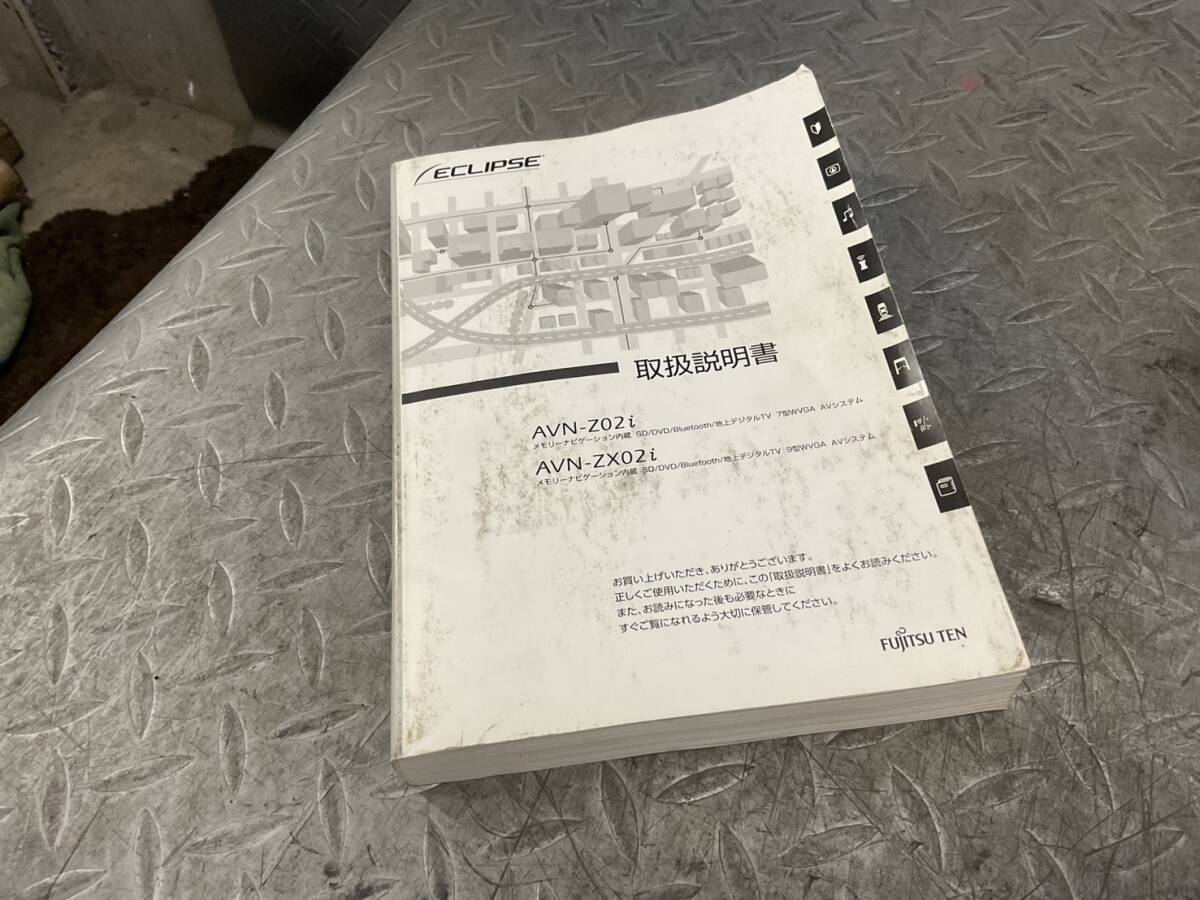 ECLIPSE
取扱説明書
AVN-Z02i
メモリーナビゲーション内蔵 SD/DVD/Bluetooth/地上デジタルTV 7型WVGA AVシステム
AVN-ZX02i
メモリーナビゲーション内蔵 SD/DVD/Bluetooth/地上デジタルTV 9型WVGA AVシステム
お買い上げいただき、ありがとうございます。
正しくご使用いただくために、この「取扱説明書」をよくお読みください。
また、お読みになった後も必要なときに
すぐご覧になれるよう大切に保管してください。
FUJITSU TEN